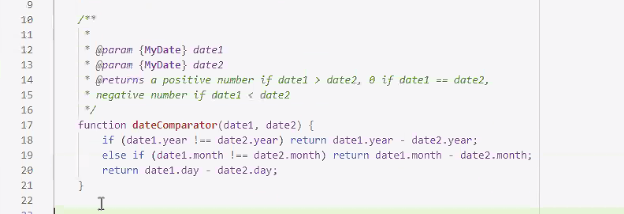 9
10 /**
11 *
12 * @param {MyDate} date1
13 * @param {MyDate} date2
14 * @returns a positive number if date1 > date2, 0 if date1 == date2,
15 * negative number if date1 < date2
16 */
17 function dateComparator(date1, date2) {
18 if (date1.year !== date2.year) return date1.year - date2.year;
19 else if (date1.month !== date2.month) return date1.month - date2.month;
20 return date1.day - date2.day;
21 }
22
23